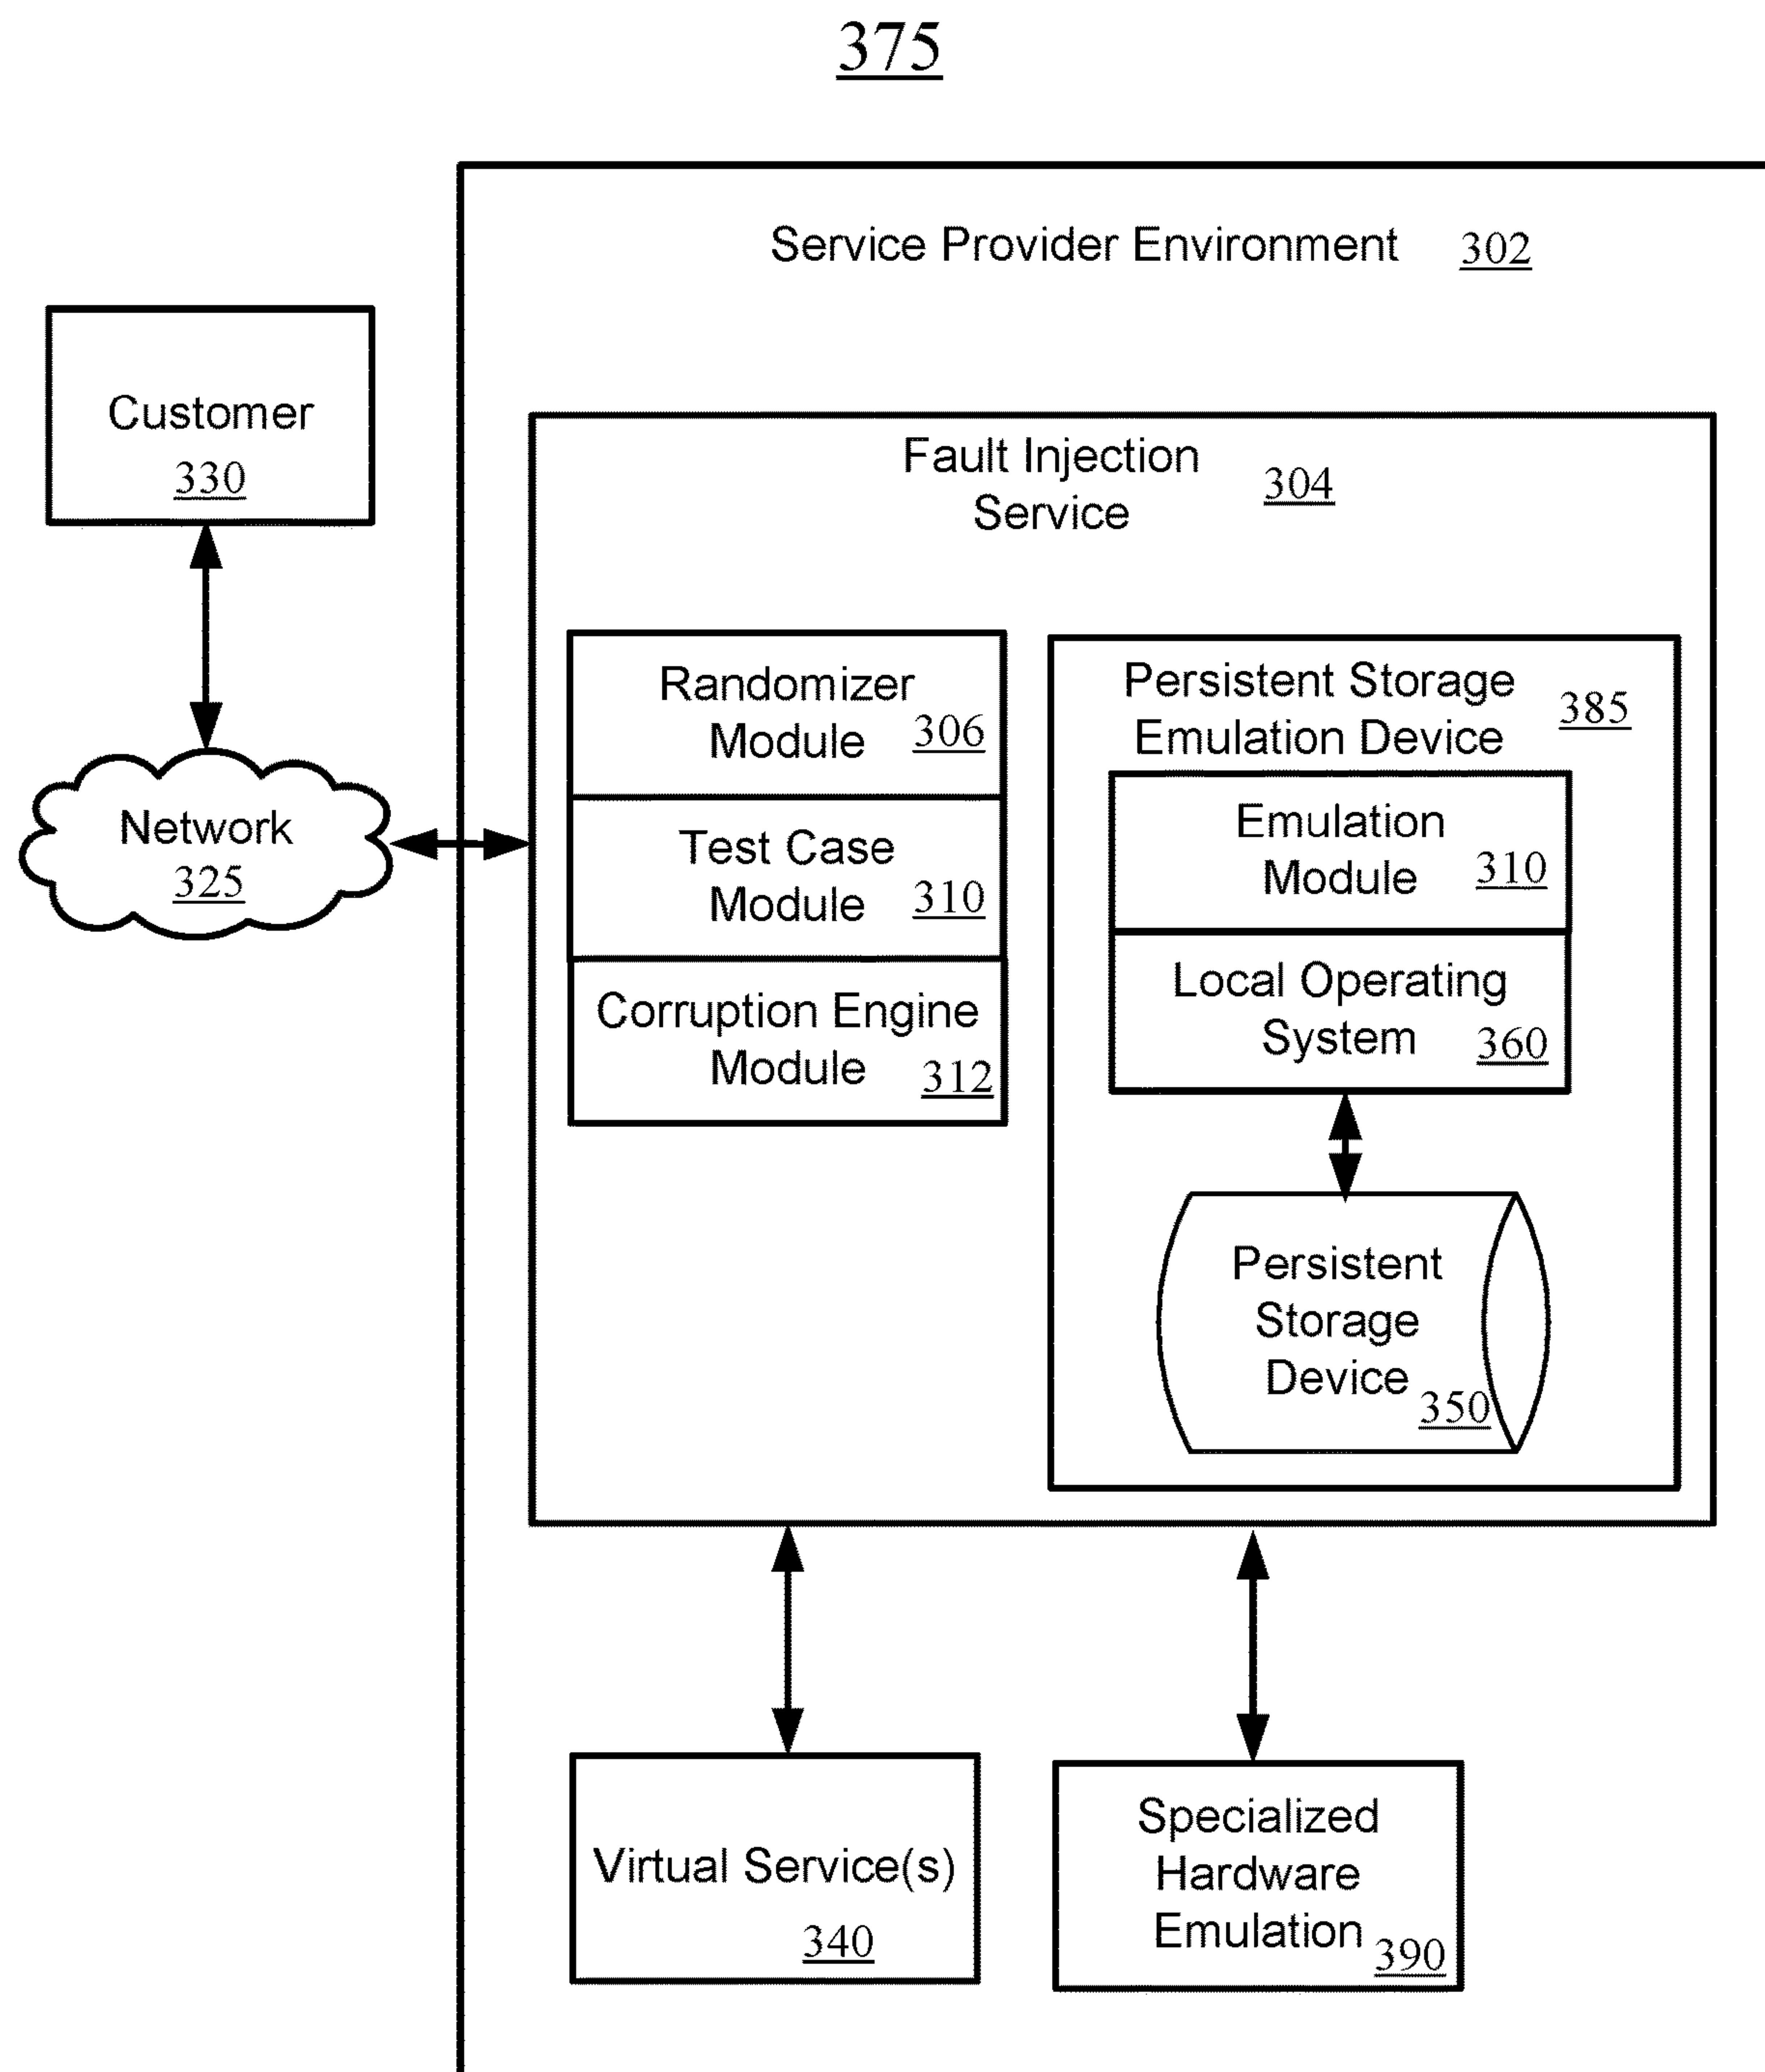 375
Service Provider Environment 302
Customer
330
Fault Injection
Service
304
Network
325
Randomizer
Module 306
Test Case
Module 310
Corruption Engine
Module 312
Persistent Storage
Emulation Device
385
Emulation
Module 310
Local Operating
System 360
Persistent
Storage
Device
350
Virtual Service(s)
340
Specialized
Hardware
Emulation 390